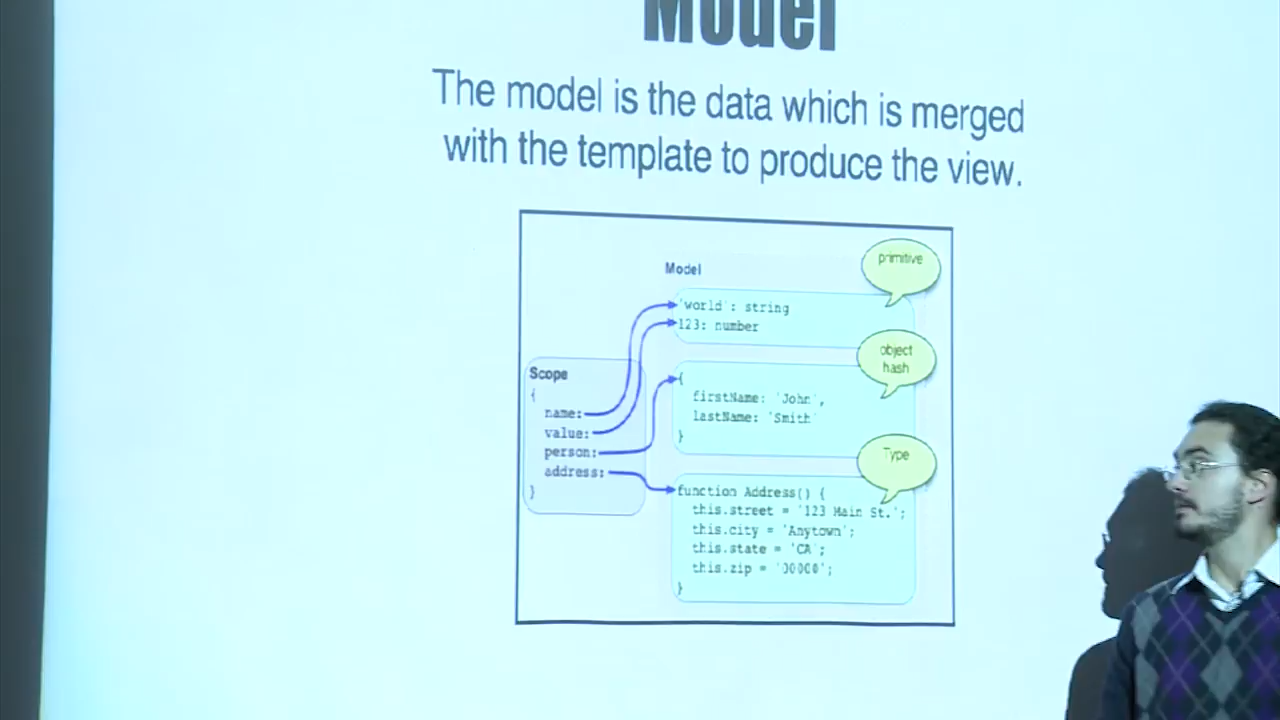 Model
The model is the data which is merged
with the template to produce the view.
Model
primitive
'world': string
123: number
object
hash
Scope
{
name:
value:
person:
address:
}
{
firstName: 'John',
lastName: 'Smith'
}
Type
function Address() {
this.street = '123 Main St.';
this.city = 'Anytown';
this.state = 'CA';
this.zip = '00000';
}